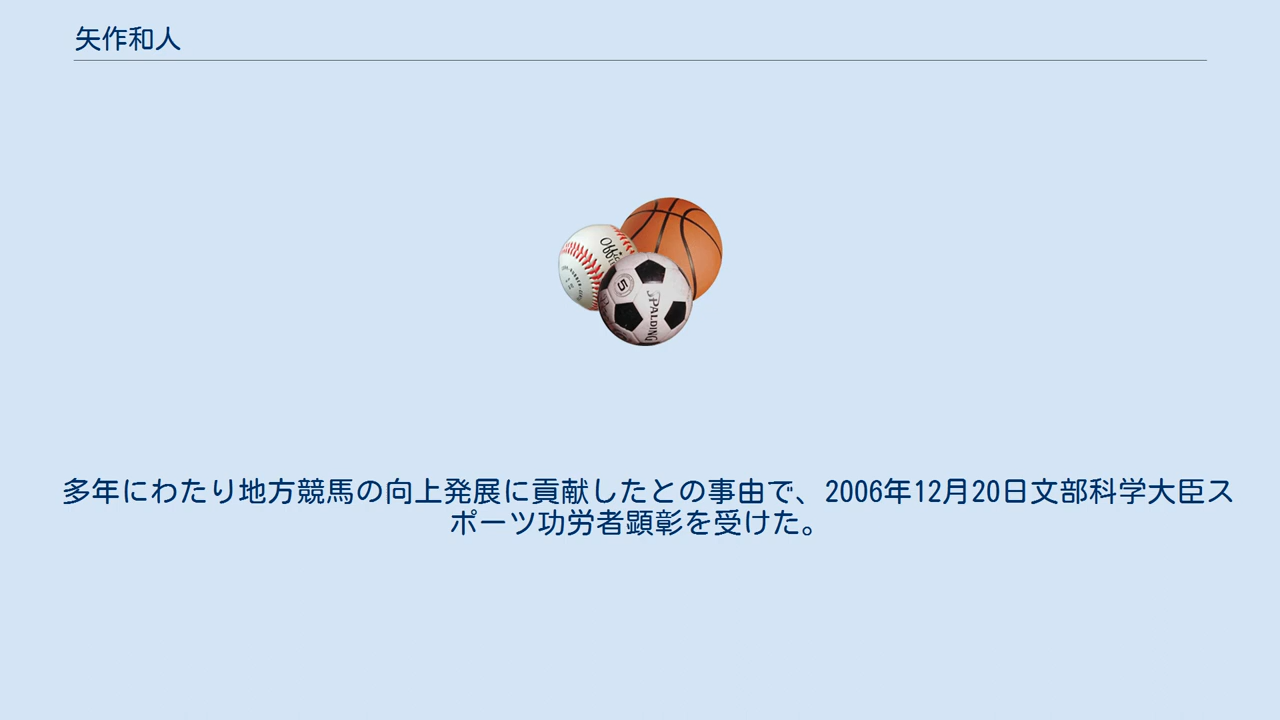 矢作和人
Offi
5
SPALDING
多年にわたり地方競馬の向上発展に貢献したとの事由で、2006年12月20日文部科学大臣ス
ポーツ功労者顕彰を受けた。